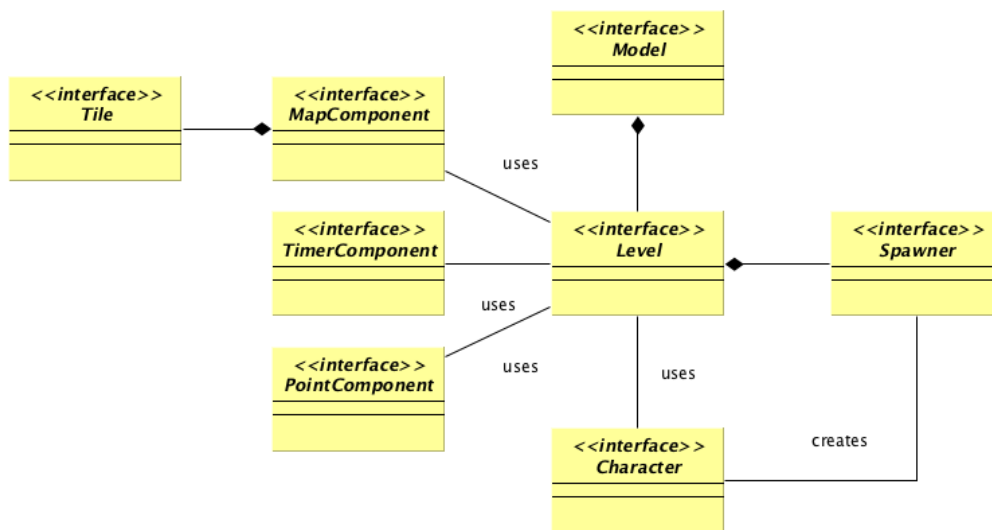 <<interface>>
Model
<<interface>>
Tile
<<interface>>
MapComponent
uses
<<interface>>
TimerComponent
<<interface>>
Level
<<interface>>
Spawner
uses
<<interface>>
PointComponent
uses
uses
<<interface>>
Character
creates